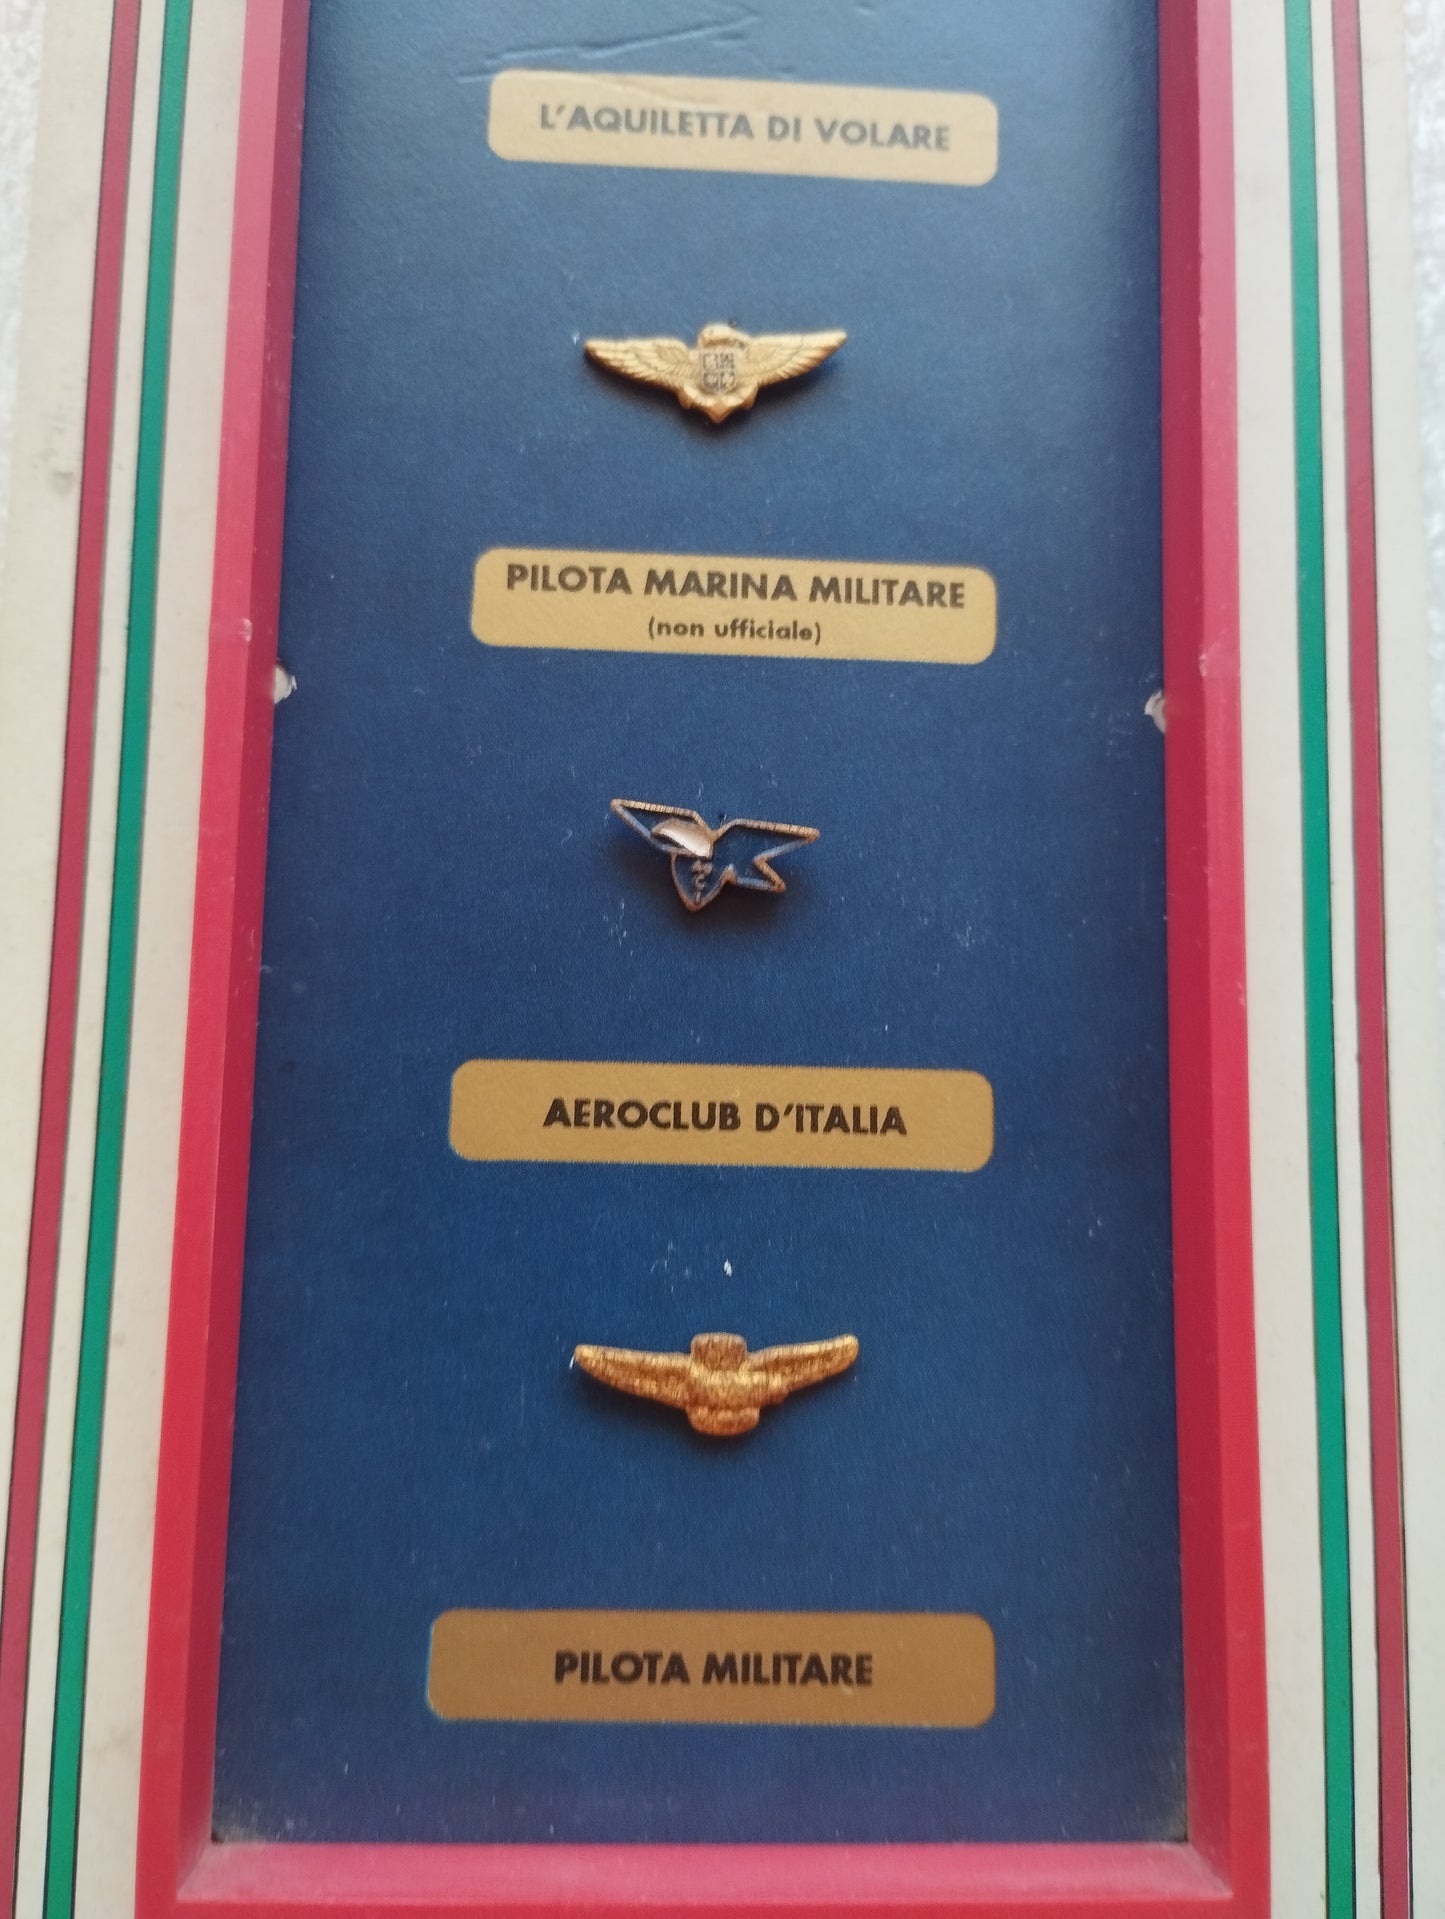 L'AQUILETTA DI VOLARE
PILOTA MARINA MILITARE
(non ufficiale)
AEROCLUB D'ITALIA
PILOTA MILITARE